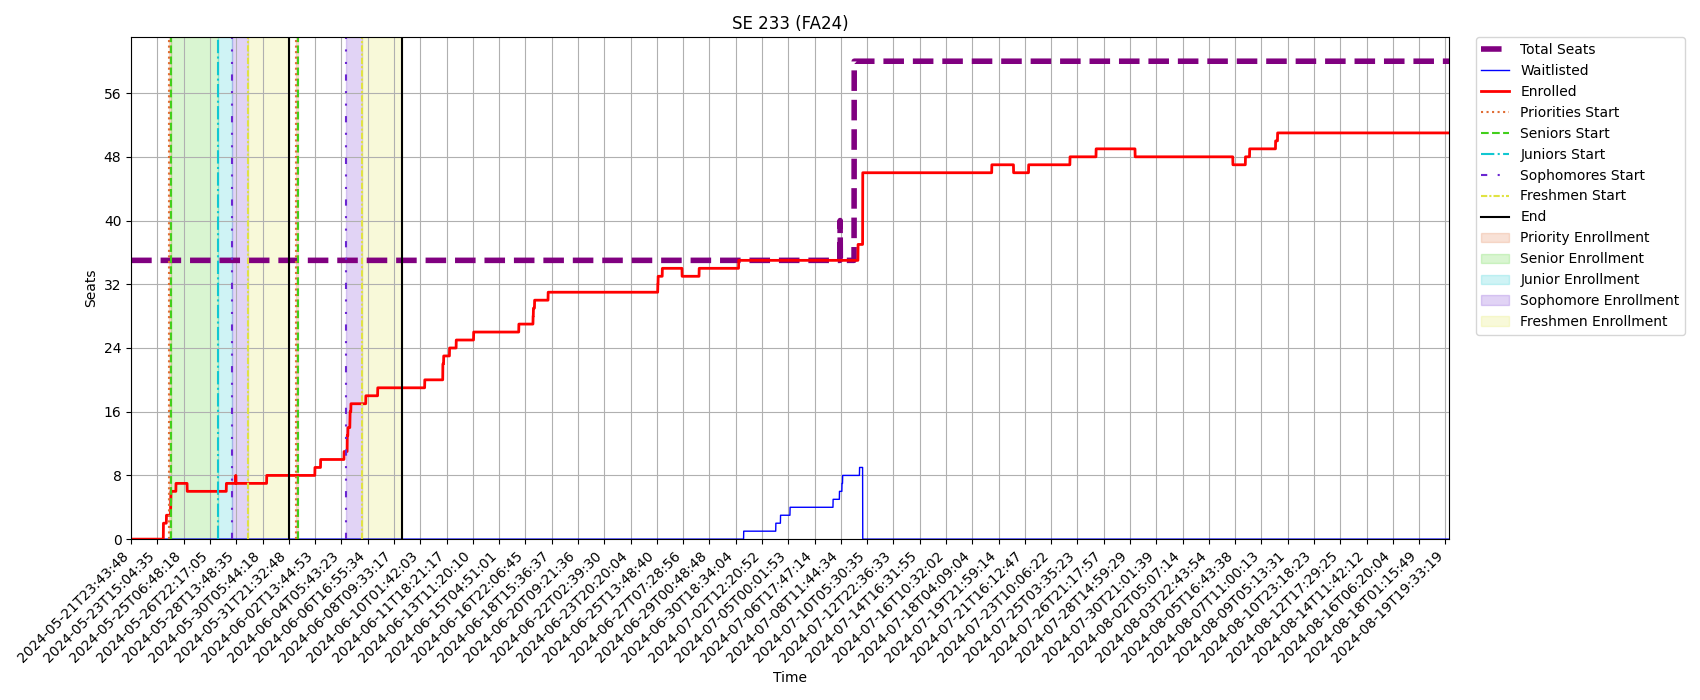 SE 233 (FA24)
Seats
56
48
40
32
24
16
8
0
2024-05-21T23:43:48
2024-05-23T15:04:35
2024-05-25T06:48:18
2024-05-26T22:17:05
2024-05-28T13:48:35
2024-05-30T05:44:18
2024-05-31T21:32:48
2024-06-02T13:44:53
2024-06-04T05:43:23
2024-06-06T16:55:34
2024-06-08T09:33:17
2024-06-10T01:42:03
2024-06-11T18:21:17
2024-06-13T11:20:10
2024-06-15T04:51:01
2024-06-16T22:06:45
2024-06-18T15:36:37
2024-06-20T09:21:36
2024-06-22T02:39:30
2024-06-23T20:20:04
2024-06-25T13:48:40
2024-06-27T07:28:56
2024-06-29T00:48:48
2024-06-30T18:34:04
2024-07-02T12:20:52
2024-07-05T00:01:53
2024-07-06T17:47:14
2024-07-08T11:44:34
2024-07-10T05:30:35
2024-07-12T22:36:33
2024-07-14T16:31:55
2024-07-16T10:32:02
2024-07-18T04:09:04
2024-07-19T21:59:14
2024-07-21T16:12:47
2024-07-23T10:06:22
2024-07-25T03:35:23
2024-07-26T21:17:57
2024-07-28T14:59:29
2024-07-30T21:01:39
2024-08-02T05:07:14
2024-08-03T22:43:54
2024-08-05T16:43:38
2024-08-07T11:00:13
2024-08-09T05:13:31
2024-08-10T23:18:23
2024-08-12T17:29:25
2024-08-14T11:42:12
2024-08-16T06:20:04
2024-08-18T01:15:49
2024-08-19T19:33:19
Time
Total Seats
Waitlisted
Enrolled
Priorities Start
Seniors Start
Juniors Start
Sophomores Start
Freshmen Start
End
Priority Enrollment
Senior Enrollment
Junior Enrollment
Sophomore Enrollment
Freshmen Enrollment